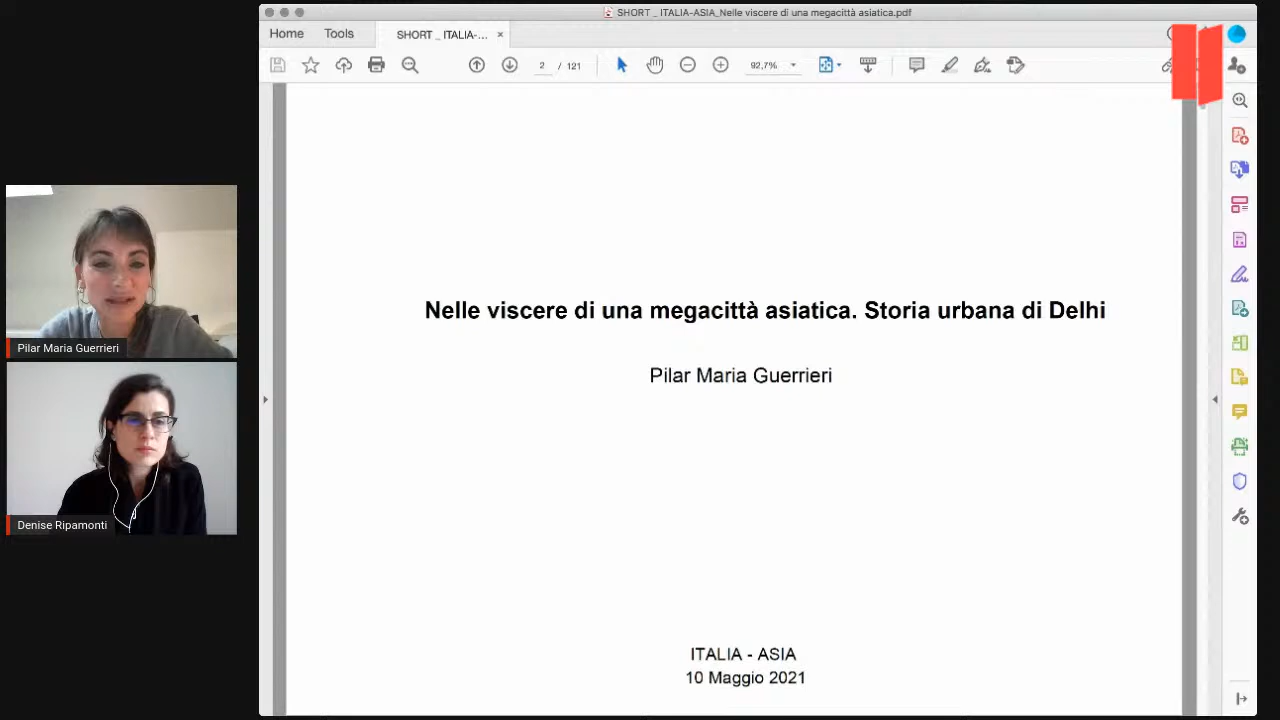 SHORT _ ITALIA-ASIA_Nelle viscere di una megacittà asiatica.pdf
Home Tools SHORT _ ITALIA-... ×
2 / 121 92,7%
Nelle viscere di una megacittà asiatica. Storia urbana di Delhi
Pilar Maria Guerrieri
ITALIA - ASIA
10 Maggio 2021
Pilar Maria Guerrieri
Denise Ripamonti